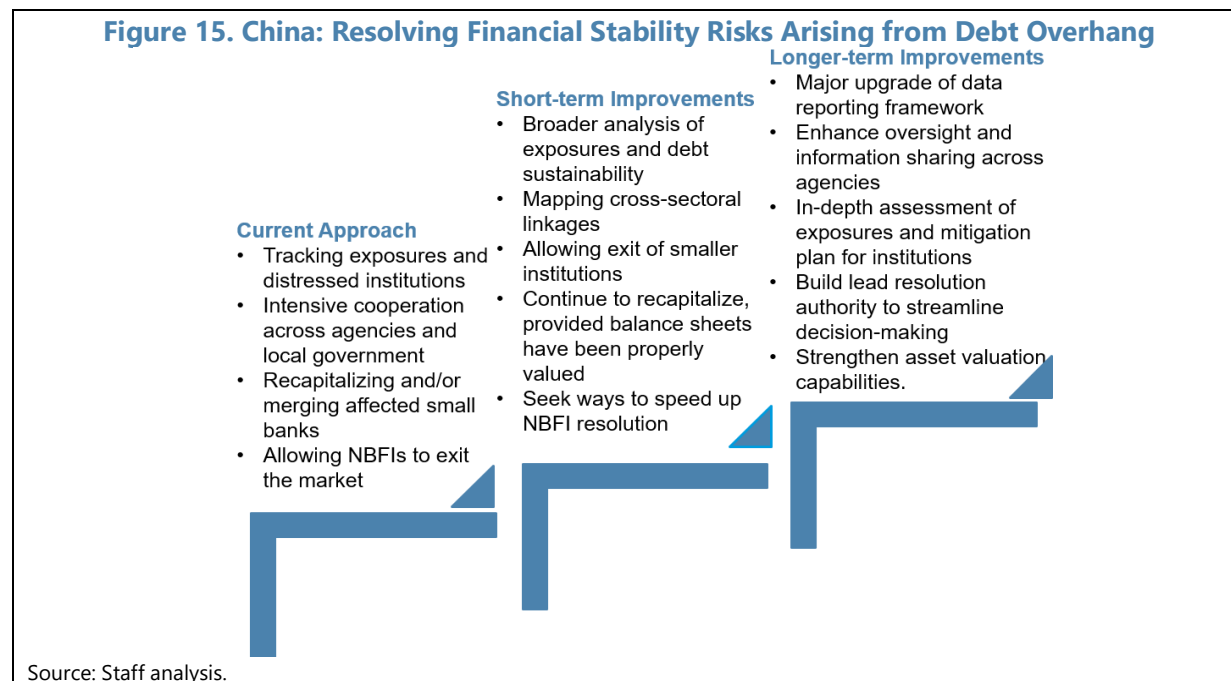 Figure 15. China: Resolving Financial Stability Risks Arising from Debt Overhang
Current Approach
• Tracking exposures and
distressed institutions
• Intensive cooperation
across agencies and
local government
• Recapitalizing and/or
merging affected small
banks
• Allowing NBFIs to exit
the market
Short-term Improvements
• Broader analysis of
exposures and debt
sustainability
• Mapping cross-sectoral
linkages
• Allowing exit of smaller
institutions
• Continue to recapitalize,
provided balance sheets
have been properly
valued
• Seek ways to speed up
NBFI resolution
Longer-term Improvements
• Major upgrade of data
reporting framework
• Enhance oversight and
information sharing across
agencies
• In-depth assessment of
exposures and mitigation
plan for institutions
• Build lead resolution
authority to streamline
decision-making
• Strengthen asset valuation
capabilities.
Source: Staff analysis.